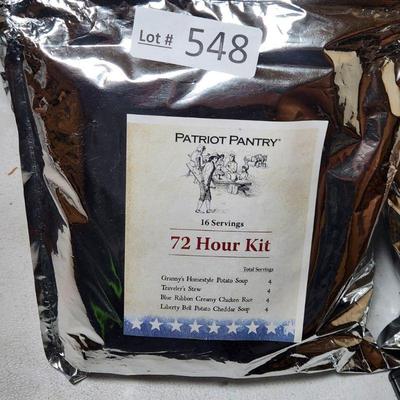 Lot # 548
PATRIOT PANTRY®
16 Servings
72 Hour Kit
Total Servings
Granny's Homestyle Potato Soup 4
Traveler's Stew 4
Blue Ribbon Creamy Chicken Rice 4
Liberty Bell Potato Cheddar Soup 4